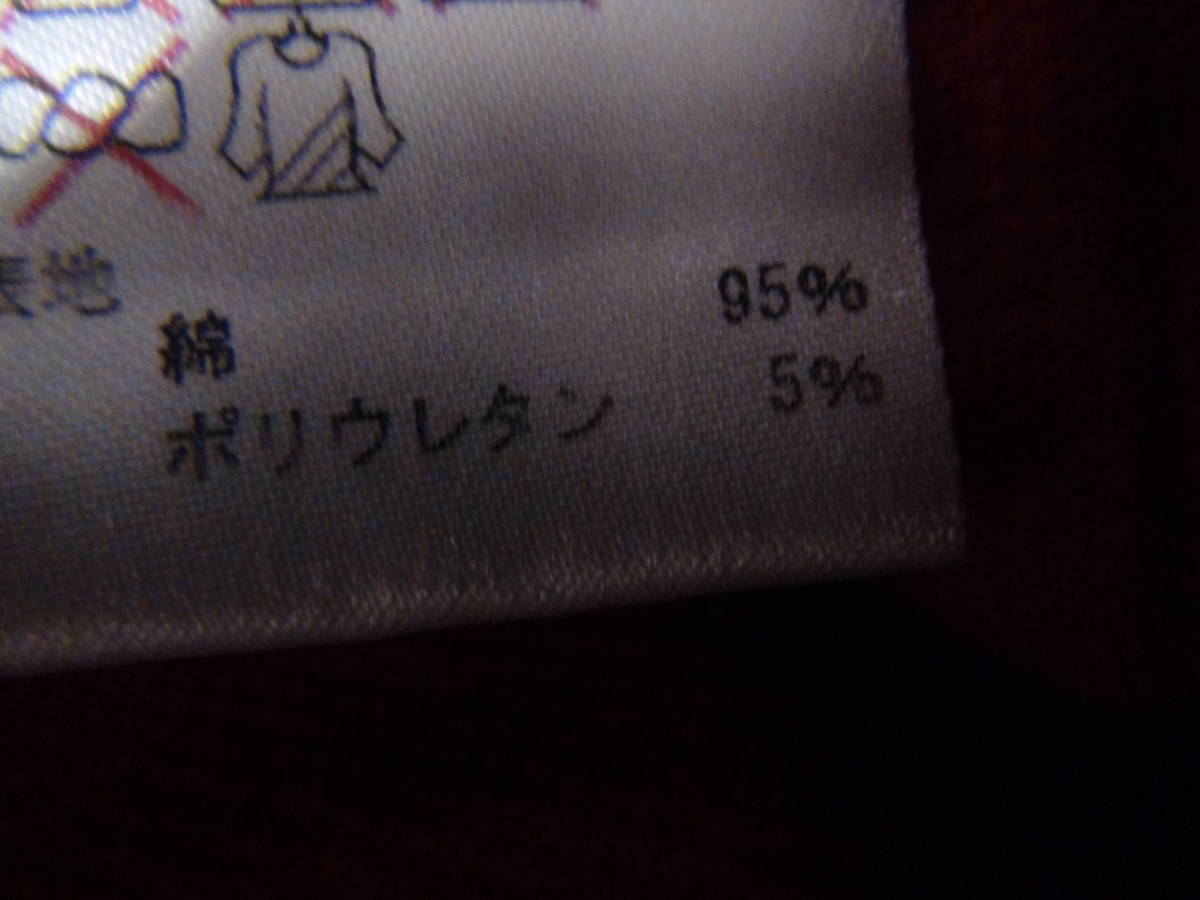 表地
綿 95%
ポリウレタン 5%